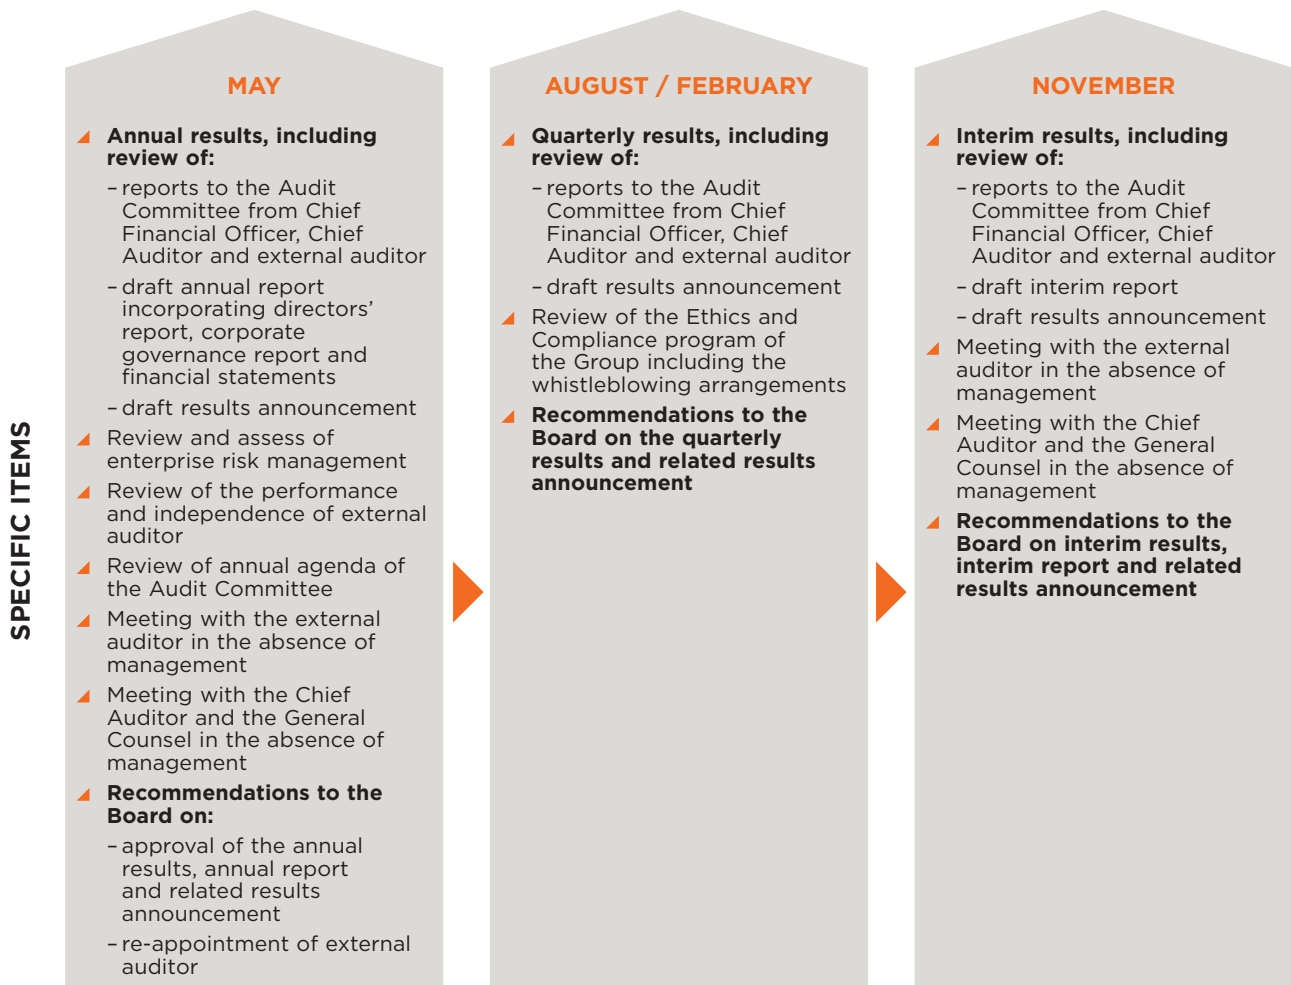 SPECIFIC ITEMS
MAY
Annual results, including
review of:
– reports to the Audit
Committee from Chief
Financial Officer, Chief
Auditor and external auditor
– draft annual report
incorporating directors’
report, corporate
governance report and
financial statements
– draft results announcement
Review and assess of
enterprise risk management
Review of the performance
and independence of external
auditor
Review of annual agenda of
the Audit Committee
Meeting with the external
auditor in the absence of
management
Meeting with the Chief
Auditor and the General
Counsel in the absence of
management
Recommendations to the
Board on:
– approval of the annual
results, annual report
and related results
announcement
– re-appointment of external
auditor
AUGUST / FEBRUARY
Quarterly results, including
review of:
– reports to the Audit
Committee from Chief
Financial Officer, Chief
Auditor and external auditor
– draft results announcement
Review of the Ethics and
Compliance program of
the Group including the
whistleblowing arrangements
Recommendations to the
Board on the quarterly
results and related results
announcement
NOVEMBER
Interim results, including
review of:
– reports to the Audit
Committee from Chief
Financial Officer, Chief
Auditor and external auditor
– draft interim report
– draft results announcement
Meeting with the external
auditor in the absence of
management
Meeting with the Chief
Auditor and the General
Counsel in the absence of
management
Recommendations to the
Board on interim results,
interim report and related
results announcement